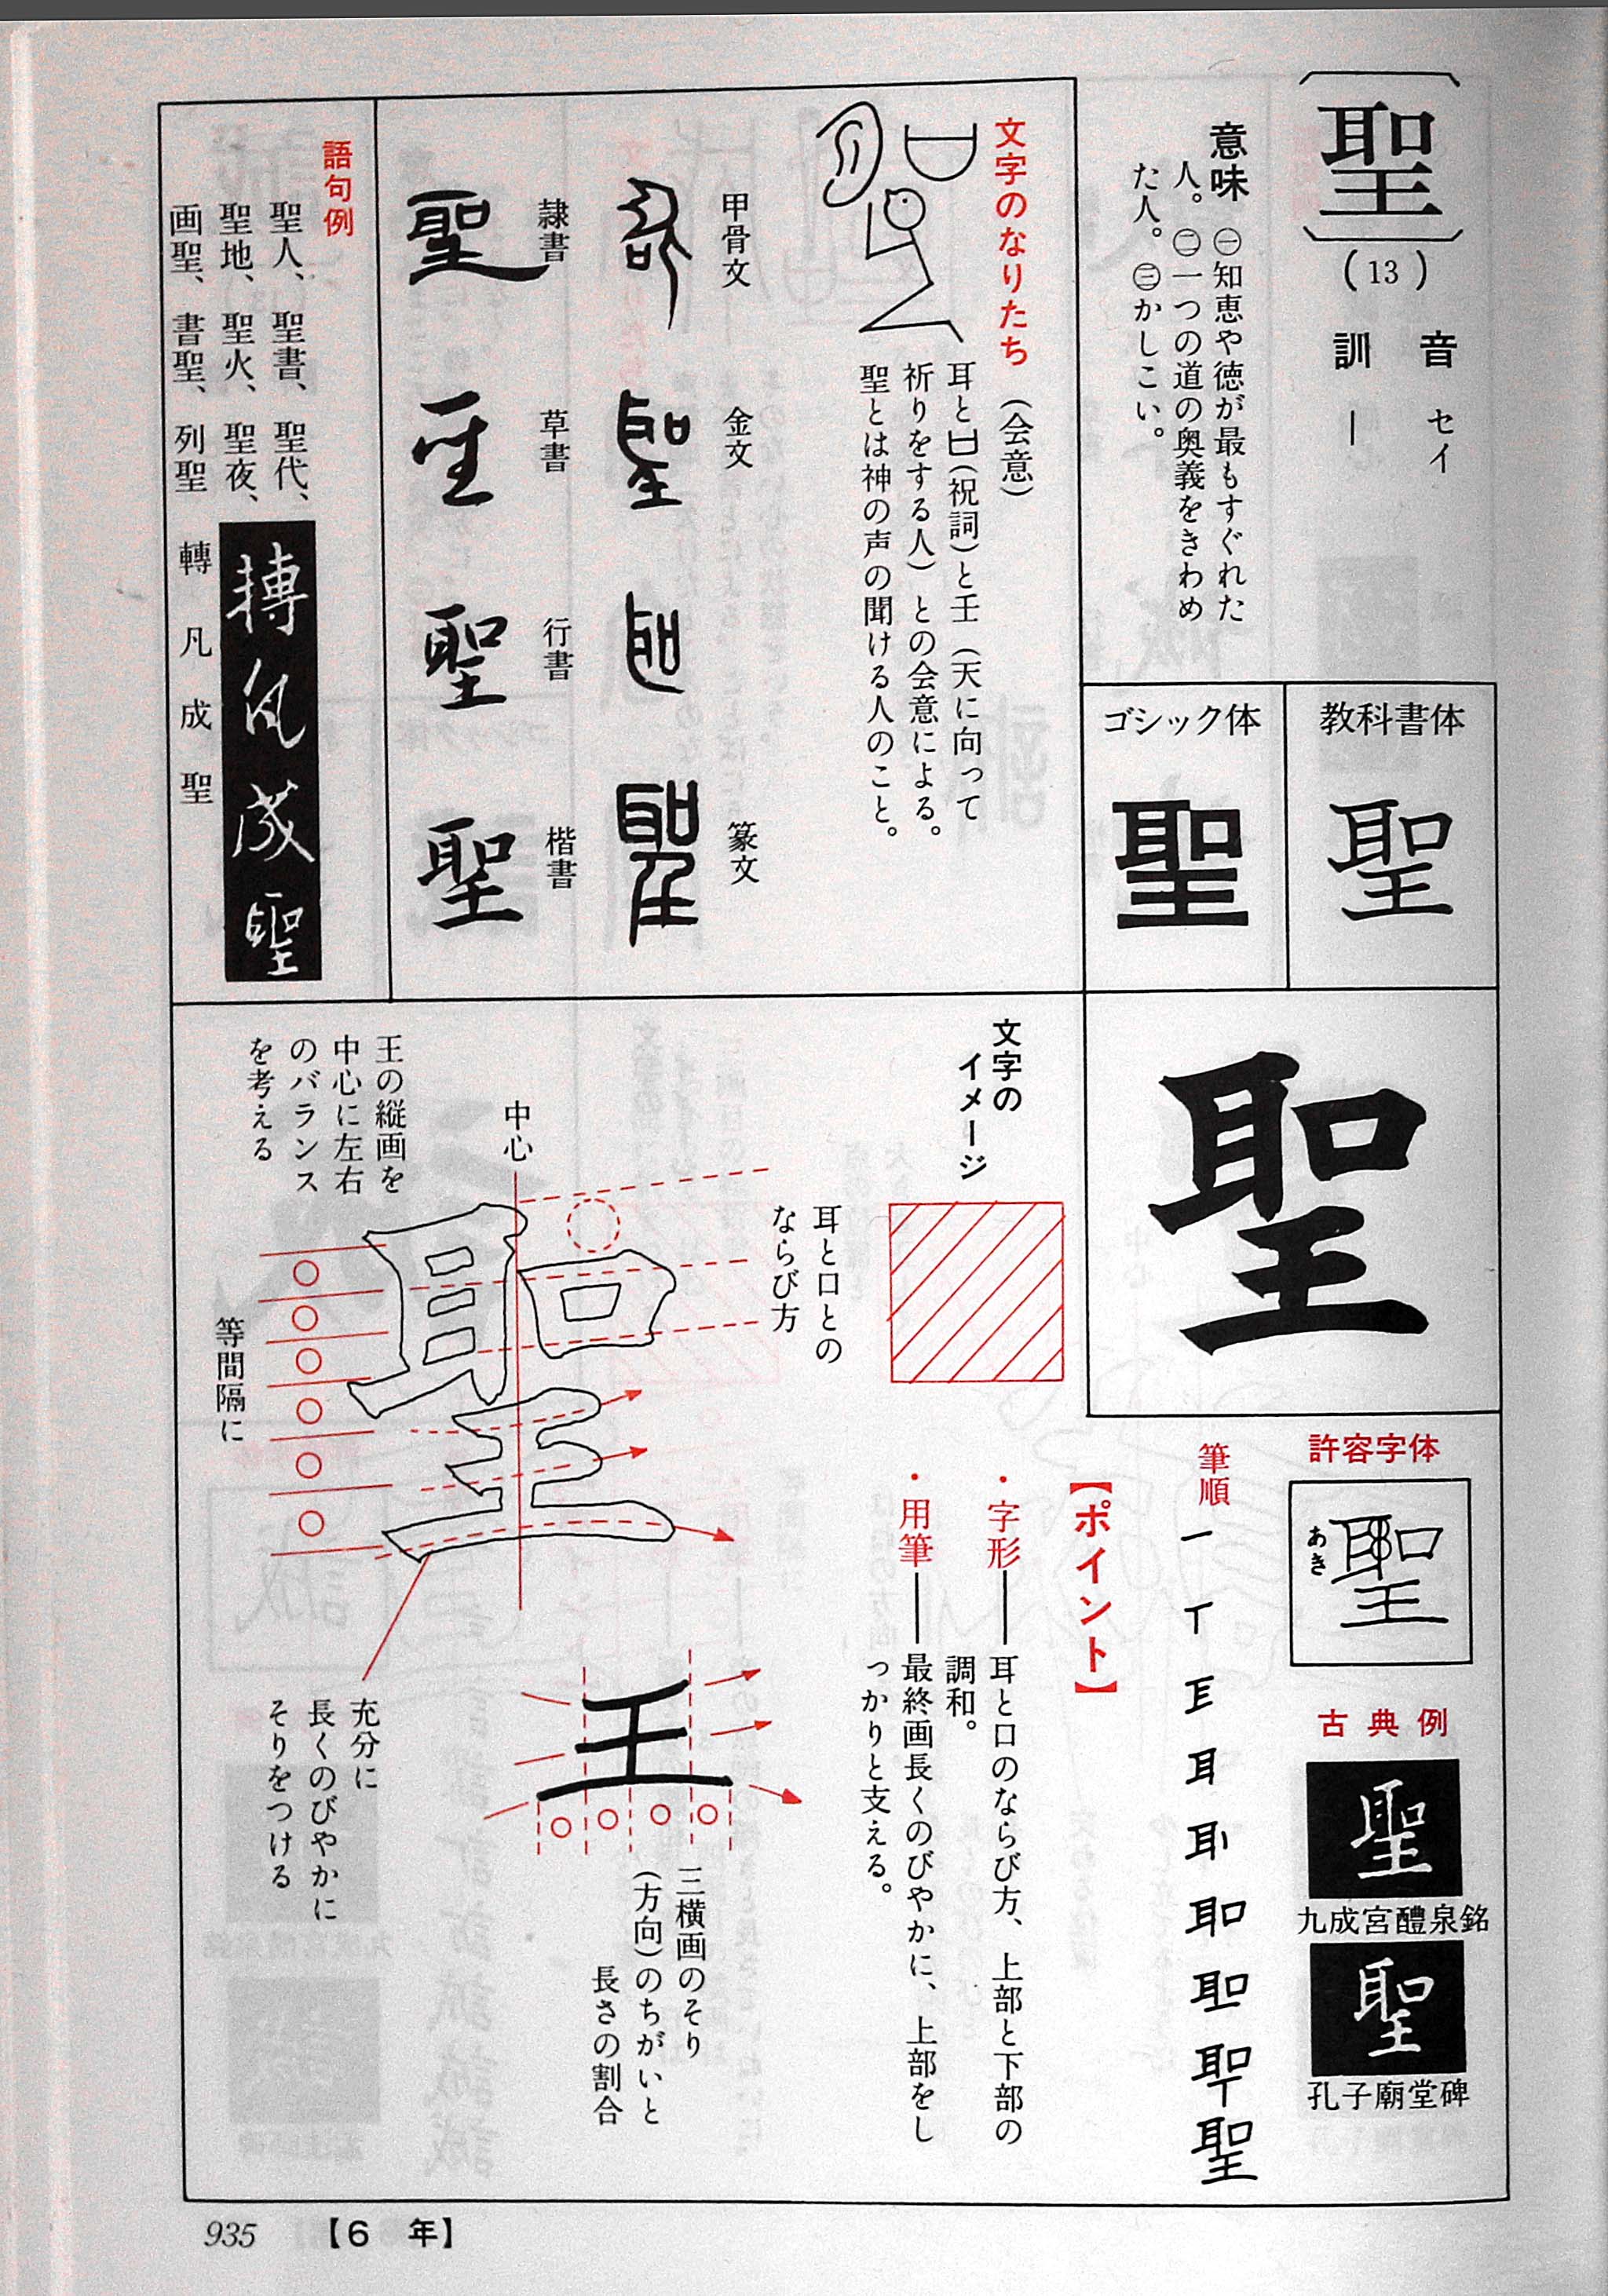 聖
(13)
音 セイ
訓 —
意味 ㊀知恵や徳が最もすぐれた
人。㊁一つの道の奥義をきわめ
た人。㊂かしこい。
教科書体
聖
ゴシック体
聖
聖
許容字体
聖
あき
古典例
聖
九成宮醴泉銘
聖
孔子廟堂碑
筆順
文字のなりたち
（会意）
耳と𠙵(祝詞)と𡈼（天に向って
祈りをする人）との会意による。
聖とは神の声の聞ける人のこと。
甲骨文
金文
篆文
隷書
聖
草書
行書
聖
楷書
聖
語句例
聖人、聖書、聖代、
聖地、聖火、聖夜、
画聖、書聖、列聖
轉凡成聖
文字の
イメージ
【ポイント】
・字形——耳と口のならび方、上部と下部の
調和。
・用筆——最終画長くのびやかに、上部をし
っかりと支える。
耳と口との
ならび方
中心
王の縦画を
中心に左右
のバランス
を考える
等間隔に
充分に
長くのびやかに
そりをつける
王
三横画のそり
(方向)のちがいと
長さの割合
935 【6 年】